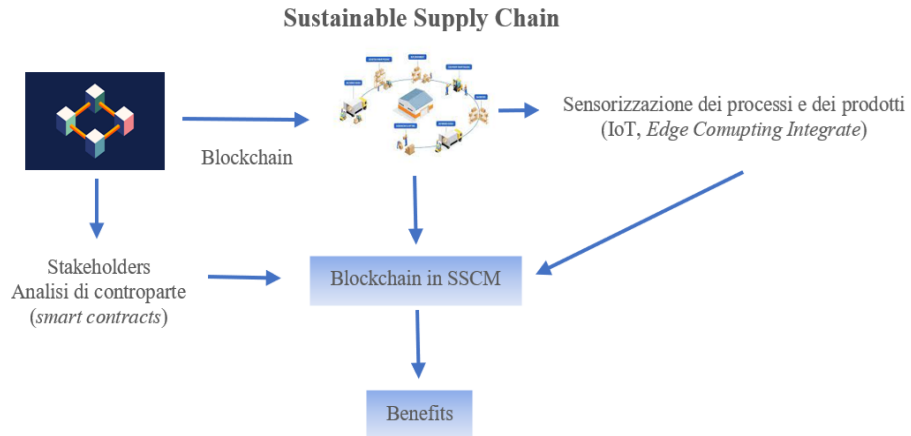 Sustainable Supply Chain
Sensorizzazione dei processi e dei prodotti
(IoT, Edge Comupting Integrate)
Blockchain
Stakeholders
Analisi di controparte
(smart contracts)
Blockchain in SSCM
Benefits